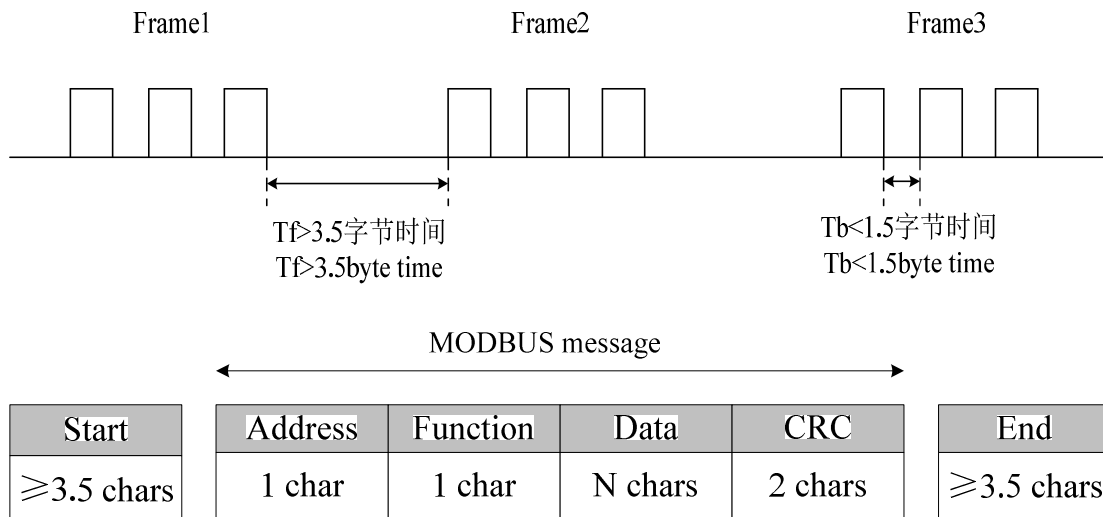 Frame1 Frame2 Frame3
Tf>3.5字节时间
Tf>3.5byte time
Tb<1.5字节时间
Tb<1.5byte time
MODBUS message
Start Address Function Data CRC End
≥3.5 chars 1 char 1 char N chars 2 chars ≥3.5 chars